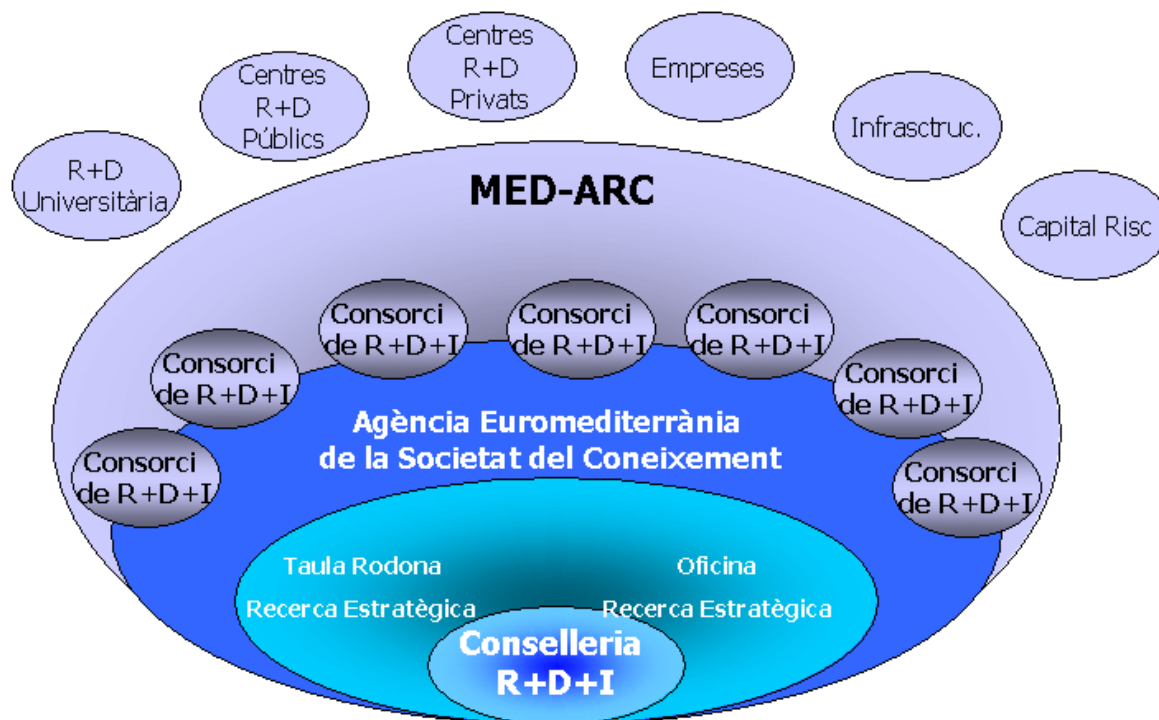 Centres
R+D
Privats
Empreses
Centres
R+D
Públics
Infrasctruc.
R+D
Universitària
Capital Risc
MED-ARC
Consorci
de R+D+I
Consorci
de R+D+I
Consorci
de R+D+I
Consorci
de R+D+I
Consorci
de R+D+I
Consorci
de R+D+I
Consorci
de R+D+I
Agència Euromediterrània
de la Societat del Coneixement
Taula Rodona
Recerca Estratègica
Oficina
Recerca Estratègica
Conselleria
R+D+I